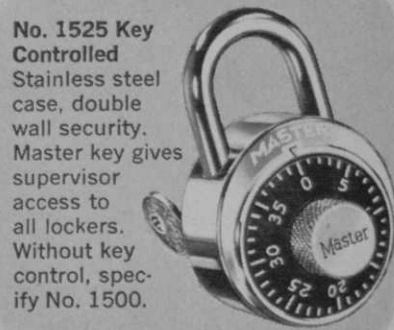 No. 1525 Key
Controlled
Stainless steel
case, double
wall security.
Master key gives
supervisor
access to
all lockers.
Without key
control, spec-
ify No. 1500.
MASTER
0
5
35
30
25
20
Master